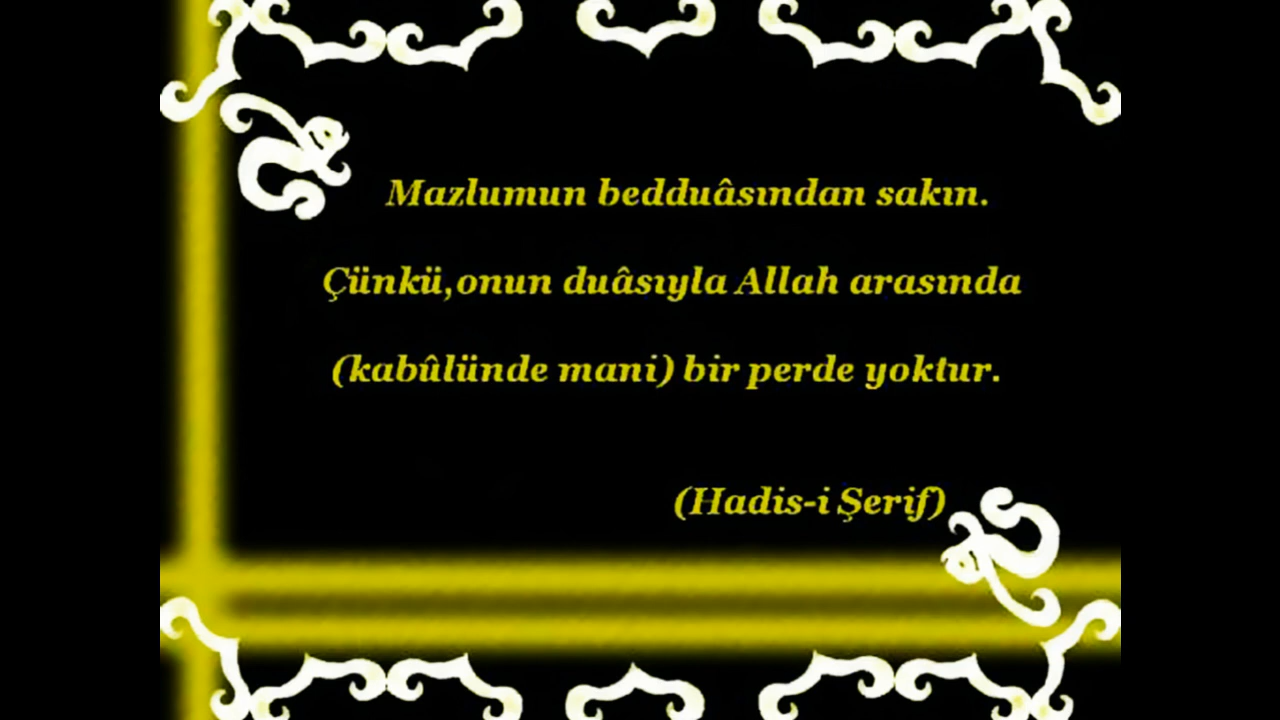 Mazlumun bedduâsından sakın.
Çünkü,onun duâsıyla Allah arasında
(kabûlünde mani) bir perde yoktur.
(Hadis-i Şerif)